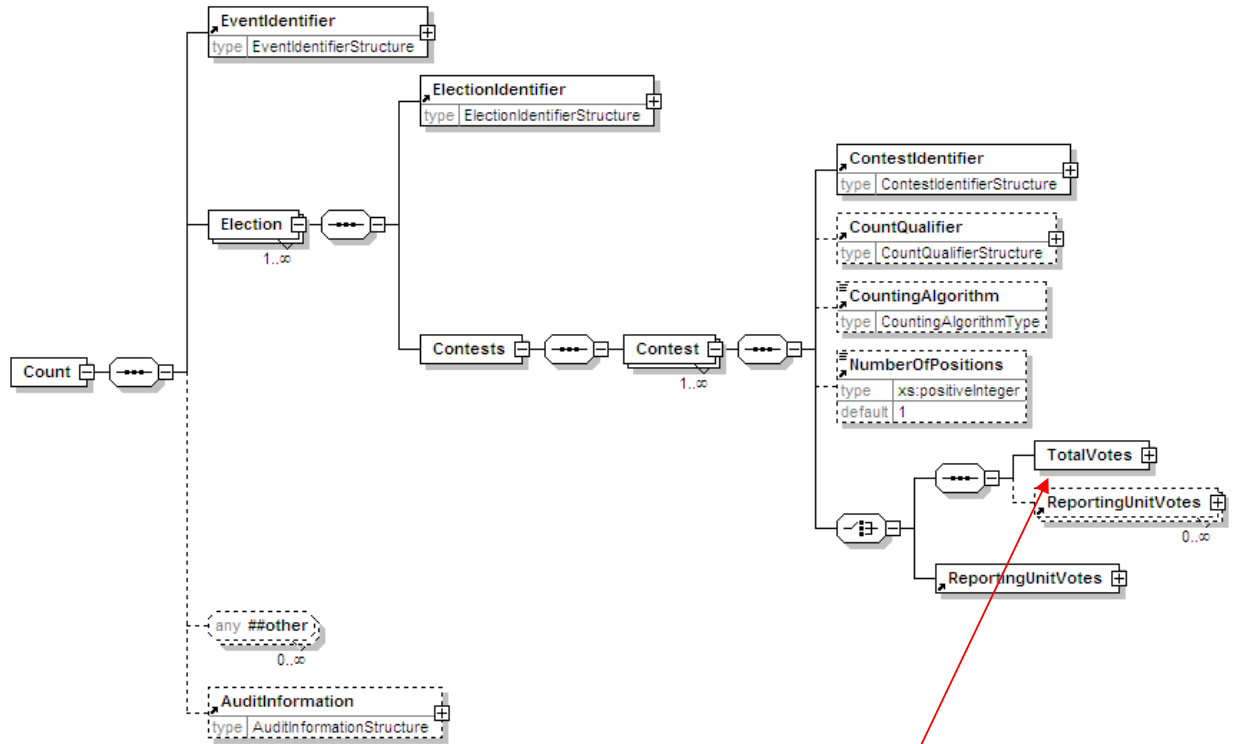 EventIdentifier
type EventIdentifierStructure
ElectionIdentifier
type ElectionIdentifierStructure
Election
1..∞
ContestIdentifier
type ContestIdentifierStructure
CountQualifier
type CountQualifierStructure
CountingAlgorithm
type CountingAlgorithmType
Contests
Contest
1..∞
NumberOfPositions
type xs:positiveInteger
default 1
Count
TotalVotes
ReportingUnitVotes
0..∞
ReportingUnitVotes
any ##other
0..∞
AuditInformation
type AuditInformationStructure